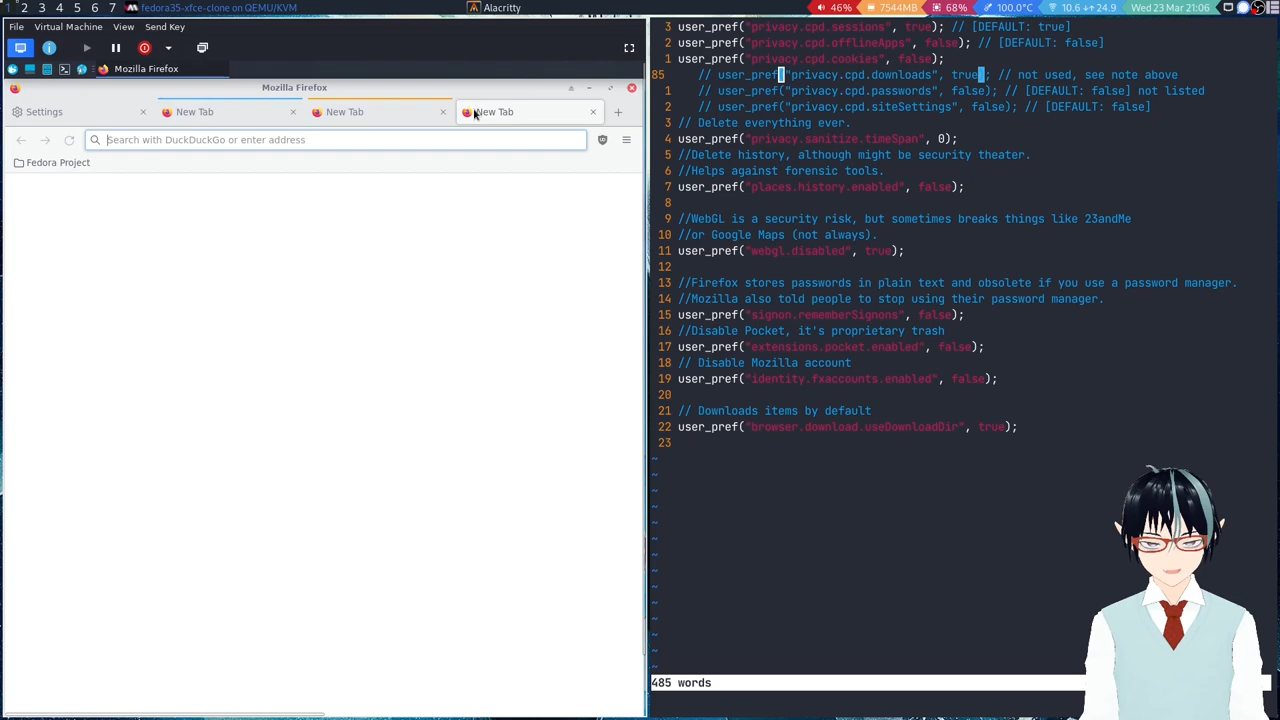 1 2 3 4 5 6 7 fedora35-xfce-clone on QEMU/KVM Alacritty 46% 7544MB 68% 100.0°C 10.6 ↓↑ 24.9 Wed 23 Mar 21:06
File Virtual Machine View Send Key
Mozilla Firefox
Mozilla Firefox
Settings New Tab New Tab New Tab
Search with DuckDuckGo or enter address
Fedora Project
3 user_pref("privacy.cpd.sessions", true); // [DEFAULT: true]
2 user_pref("privacy.cpd.offlineApps", false); // [DEFAULT: false]
1 user_pref("privacy.cpd.cookies", false);
85 // user_pref("privacy.cpd.downloads", true); // not used, see note above
1 // user_pref("privacy.cpd.passwords", false); // [DEFAULT: false] not listed
2 // user_pref("privacy.cpd.siteSettings", false); // [DEFAULT: false]
3 // Delete everything ever.
4 user_pref("privacy.sanitize.timeSpan", 0);
5 //Delete history, although might be security theater.
6 //Helps against forensic tools.
7 user_pref("places.history.enabled", false);
8
9 //WebGL is a security risk, but sometimes breaks things like 23andMe
10 //or Google Maps (not always).
11 user_pref("webgl.disabled", true);
12
13 //Firefox stores passwords in plain text and obsolete if you use a password manager.
14 //Mozilla also told people to stop using their password manager.
15 user_pref("signon.rememberSignons", false);
16 //Disable Pocket, it's proprietary trash
17 user_pref("extensions.pocket.enabled", false);
18 // Disable Mozilla account
19 user_pref("identity.fxaccounts.enabled", false);
20
21 // Downloads items by default
22 user_pref("browser.download.useDownloadDir", true);
23
485 words